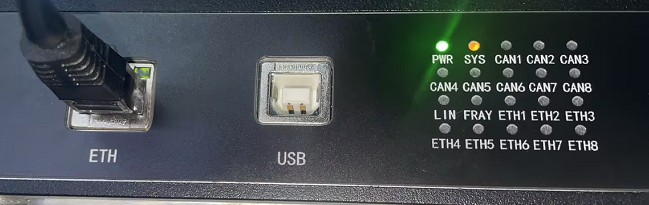 PWR SYS CAN1 CAN2 CAN3
CAN4 CAN5 CAN6 CAN7 CAN8
LIN FRAY ETH1 ETH2 ETH3
ETH4 ETH5 ETH6 ETH7 ETH8
ETH
USB